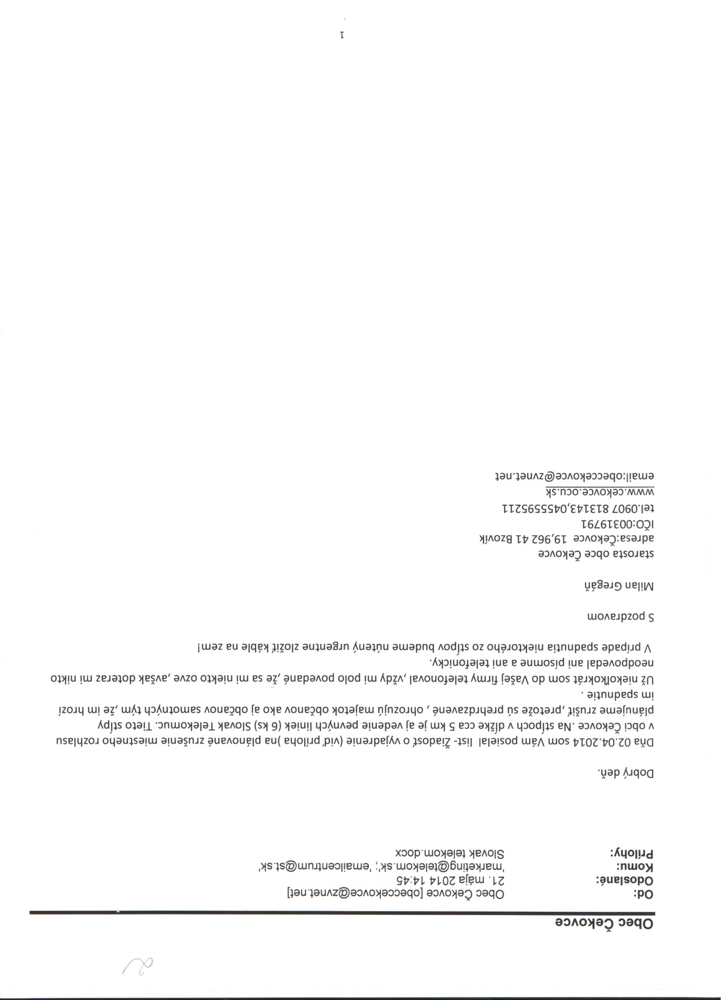 Obec Čekovce
Od: Obec Čekovce [obeccekovce@zvnet.net]
Odoslané: 21. mája 2014 14:45
Komu: 'marketing@telekom.sk'; 'emailcentrum@st.sk'
Prílohy: Slovak telekom.docx
Dobrý deň.
Dňa 02.04.2014 som Vám posielal list- Žiadosť o vyjadrenie (viď príloha )na plánované zrušenie miestneho rozhlasu
v obci Čekovce .Na stĺpoch v dĺžke cca 5 km je aj vedenie pevných liniek (6 ks) Slovak Telekomuc. Tieto stĺpy
plánujeme zrušiť ,pretože sú prehrdzavené , ohrozujú majetok občanov ako aj občanov samotných tým ,že im hrozí
im spadnutie .
Už niekoľkokrát som do Vašej firmy telefonoval ,vždy mi polo povedané ,že sa mi niekto ozve ,avšak doteraz mi nikto
neodpovedal ani písomne a ani telefónicky.
V prípade spadnutia niektorého zo stĺpov budeme nútený urgentne zložiť káble na zem!
S pozdravom
Milan Gregáň
starosta obce Čekovce
adresa:Čekovce 19,962 41 Bzovík
IČO:00319791
tel.0907 813143,0455595211
www.cekovce.ocu.sk
email:obeccekovce@zvnet.net
1